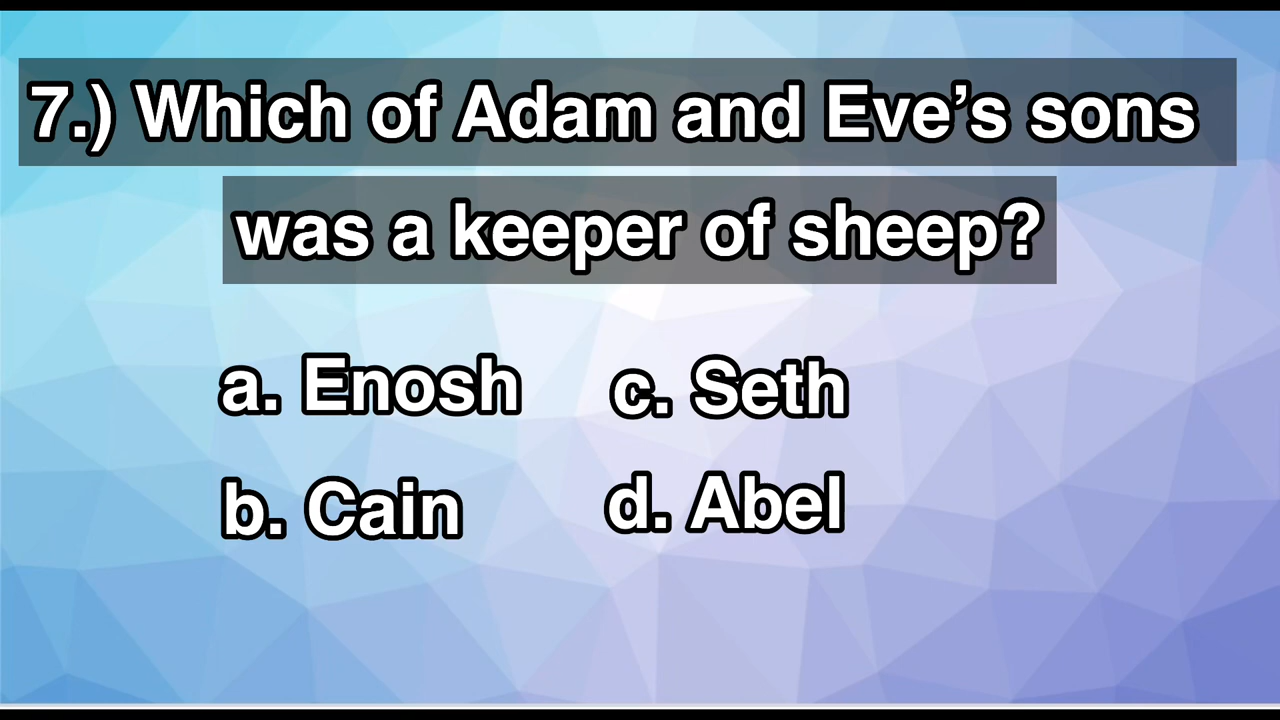 7.) Which of Adam and Eve’s sons
was a keeper of sheep?
a. Enosh
b. Cain
c. Seth
d. Abel